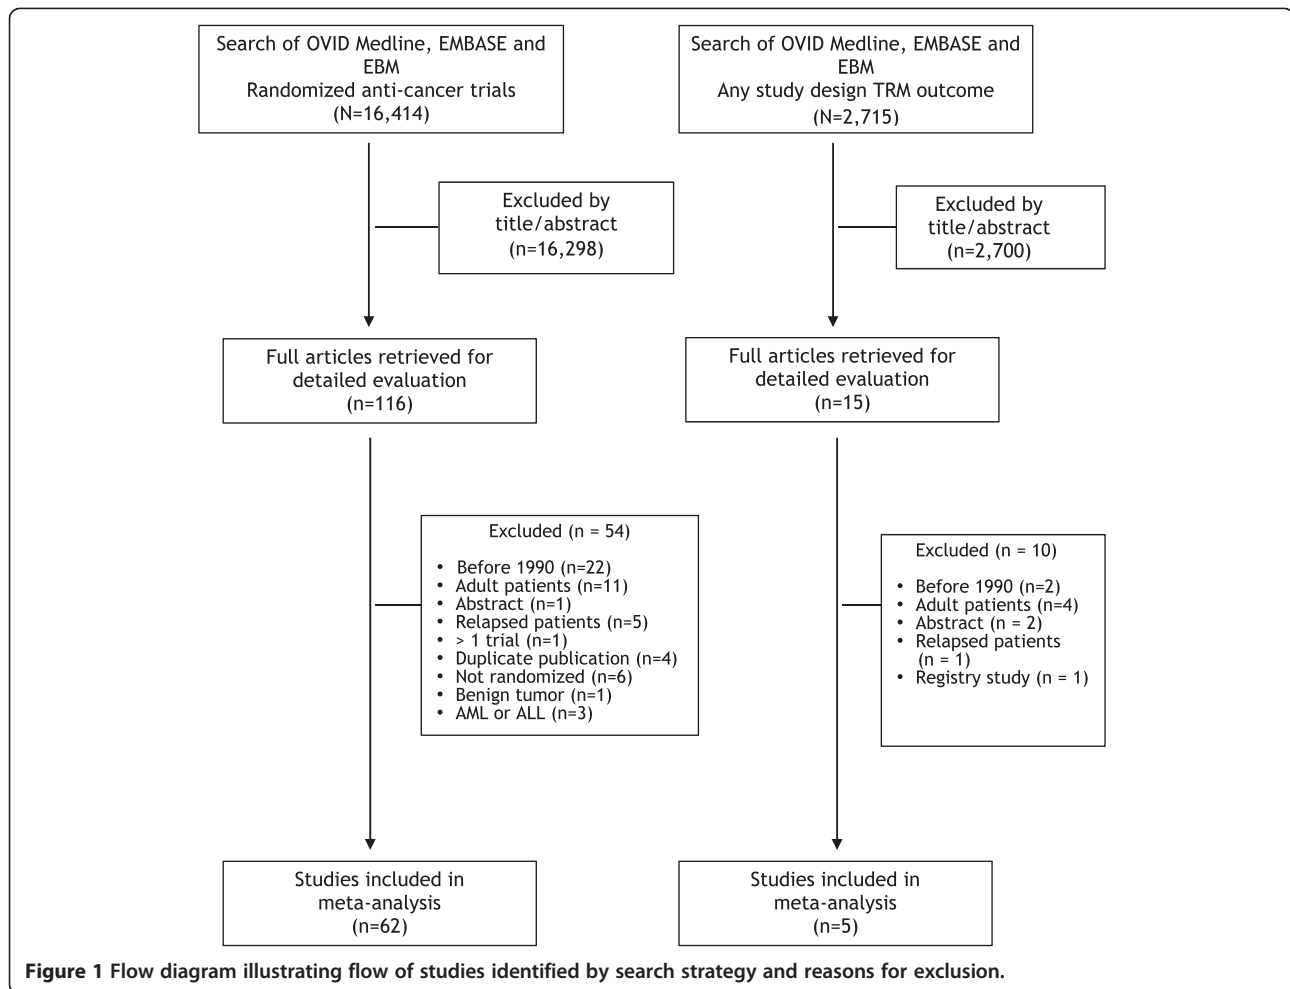 Search of OVID Medline, EMBASE and
EBM
Randomized anti-cancer trials
(N=16,414)
Search of OVID Medline, EMBASE and
EBM
Any study design TRM outcome
(N=2,715)
Excluded by
title/abstract
(n=16,298)
Excluded by
title/abstract
(n=2,700)
Full articles retrieved for
detailed evaluation
(n=116)
Full articles retrieved for
detailed evaluation
(n=15)
Excluded (n = 54)
• Before 1990 (n=22)
• Adult patients (n=11)
• Abstract (n=1)
• Relapsed patients (n=5)
• > 1 trial (n=1)
• Duplicate publication (n=4)
• Not randomized (n=6)
• Benign tumor (n=1)
• AML or ALL (n=3)
Excluded (n = 10)
• Before 1990 (n=2)
• Adult patients (n=4)
• Abstract (n = 2)
• Relapsed patients
(n = 1)
• Registry study (n = 1)
Studies included in
meta-analysis
(n=62)
Studies included in
meta-analysis
(n=5)
Figure 1 Flow diagram illustrating flow of studies identified by search strategy and reasons for exclusion.